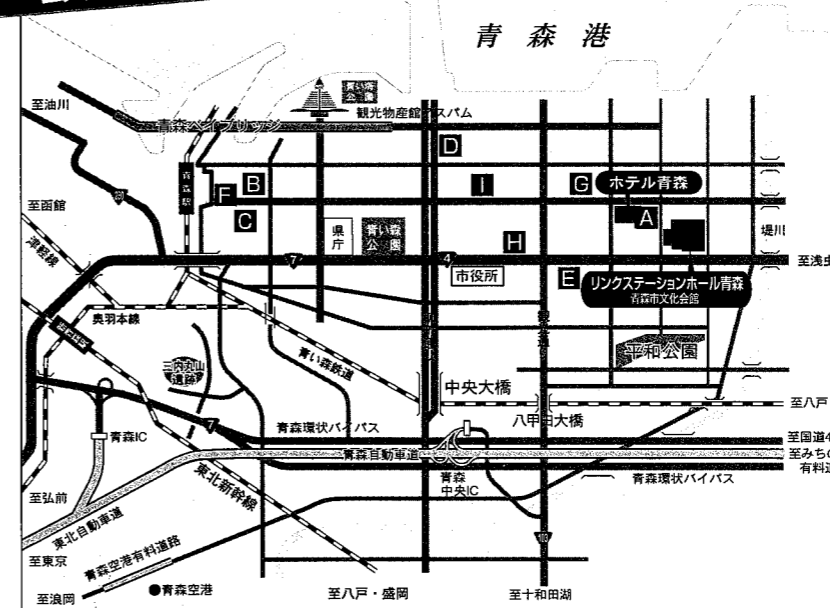 青森港
至油川
青い海公園
観光物産館アスパム
青森ベイブリッジ
D
青森駅
B
F
I
G
ホテル青森
至函館
C
A
津軽線
県庁
青い森公園
H
堤川
7
4
市役所
E
リンクステーションホール青森
青森市文化会館
奥羽本線
平和公園
三内丸山遺跡
青い森鉄道
中央大橋
至八戸
八甲田大橋
7
青森IC
青森環状バイパス
青森自動車道
至国道4
至みちの
有料道
青森中央IC
青森環状バイパス
至弘前
東北新幹線
東北自動車道
至東京
青森空港有料道路
103
至浪岡
●青森空港
至八戸・盛岡
至十和田湖